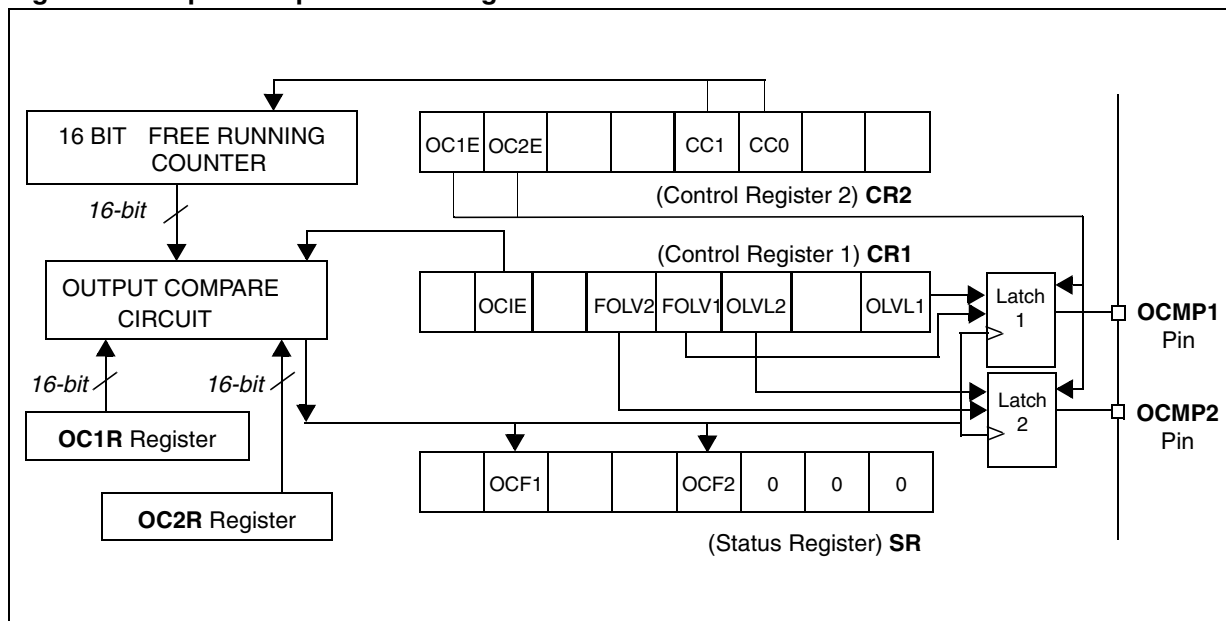 16 BIT FREE RUNNING
COUNTER
16-bit
OUTPUT COMPARE
CIRCUIT
16-bit
16-bit
OC1R Register
OC2R Register
OC1E OC2E CC1 CC0
(Control Register 2) CR2
(Control Register 1) CR1
OCIE FOLV2 FOLV1 OLVL2 OLVL1
OCF1 OCF2 0 0 0
(Status Register) SR
Latch
1
Latch
2
OCMP1
Pin
OCMP2
Pin